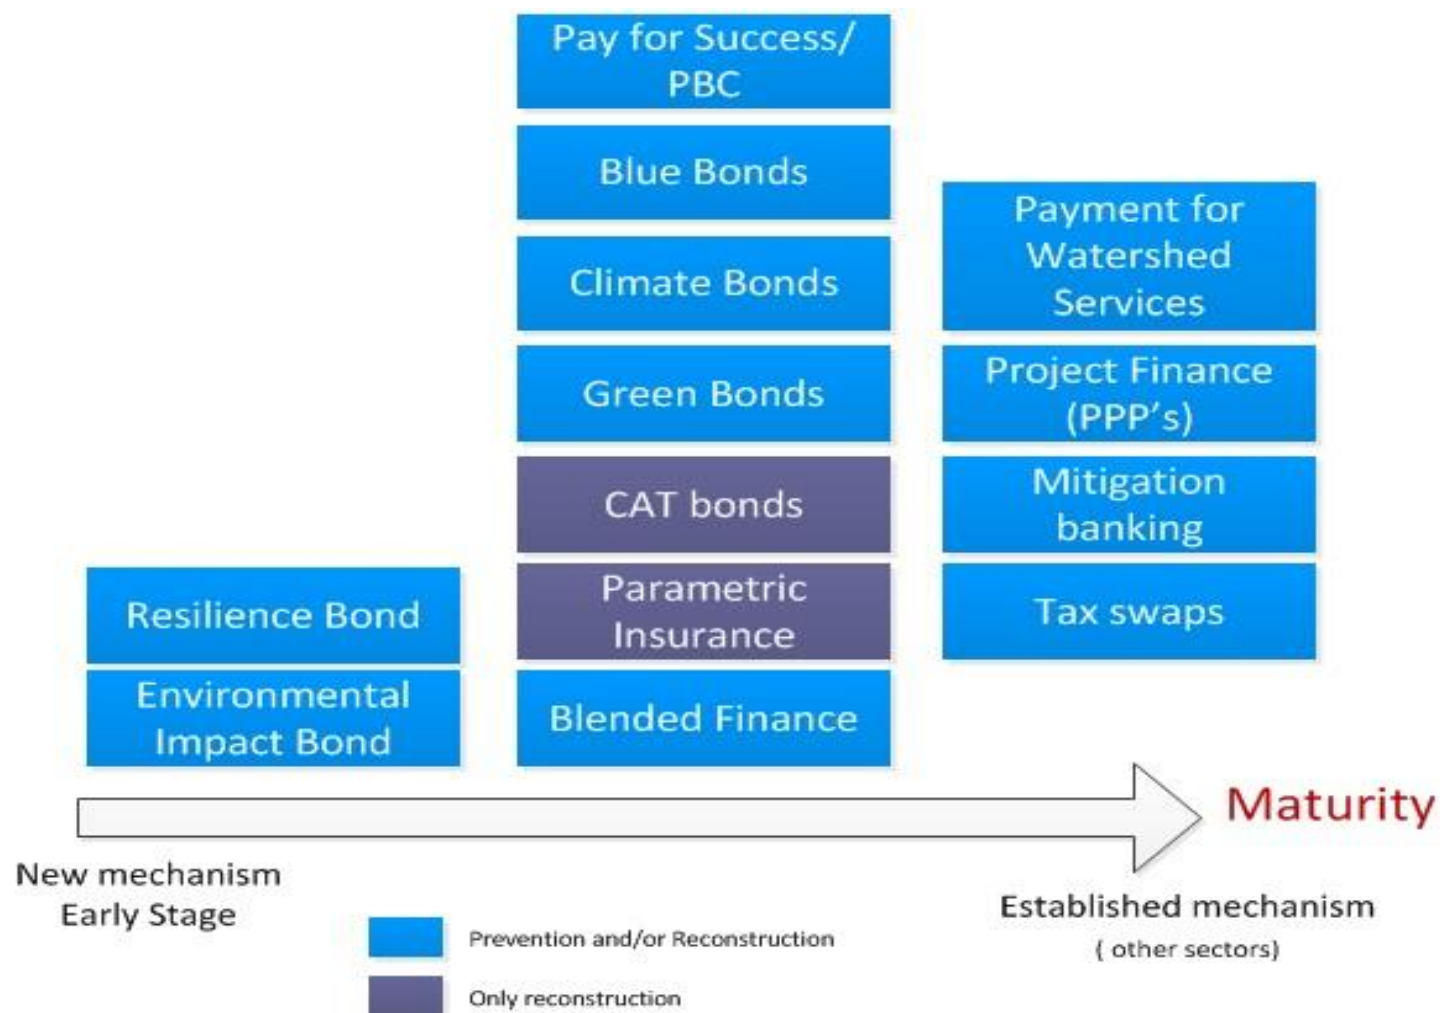 Pay for Success/
PBC
Blue Bonds
Climate Bonds
Green Bonds
CAT bonds
Parametric
Insurance
Blended Finance
Payment for
Watershed
Services
Project Finance
(PPP’s)
Mitigation
banking
Tax swaps
Resilience Bond
Environmental
Impact Bond
Maturity
New mechanism
Early Stage
Established mechanism
( other sectors)
Prevention and/or Reconstruction
Only reconstruction